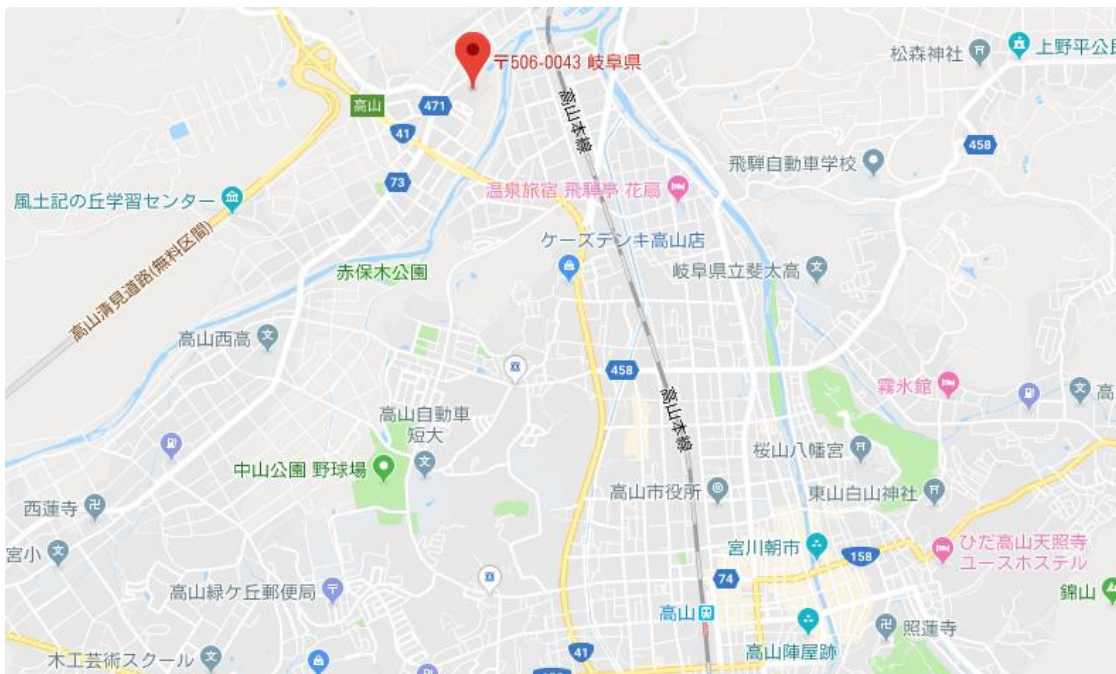 松森神社
上野平公民
〒506-0043 岐阜県
高山
471
高山本線
41
458
飛騨自動車学校
73
温泉旅宿 飛騨亭 花扇
風土記の丘学習センター
ケーズデンキ高山店
赤保木公園
岐阜県立斐太高
高山清見道路(無料区間)
高山西高
458
霧氷館
高
高山本線
高山自動車
短大
桜山八幡宮
中山公園 野球場
高山市役所
東山白山神社
西蓮寺
宮川朝市
ひだ高山天照寺
ユースホステル
宮小
158
74
錦山
高山緑ケ丘郵便局
高山
照蓮寺
41
高山陣屋跡
木工芸術スクール